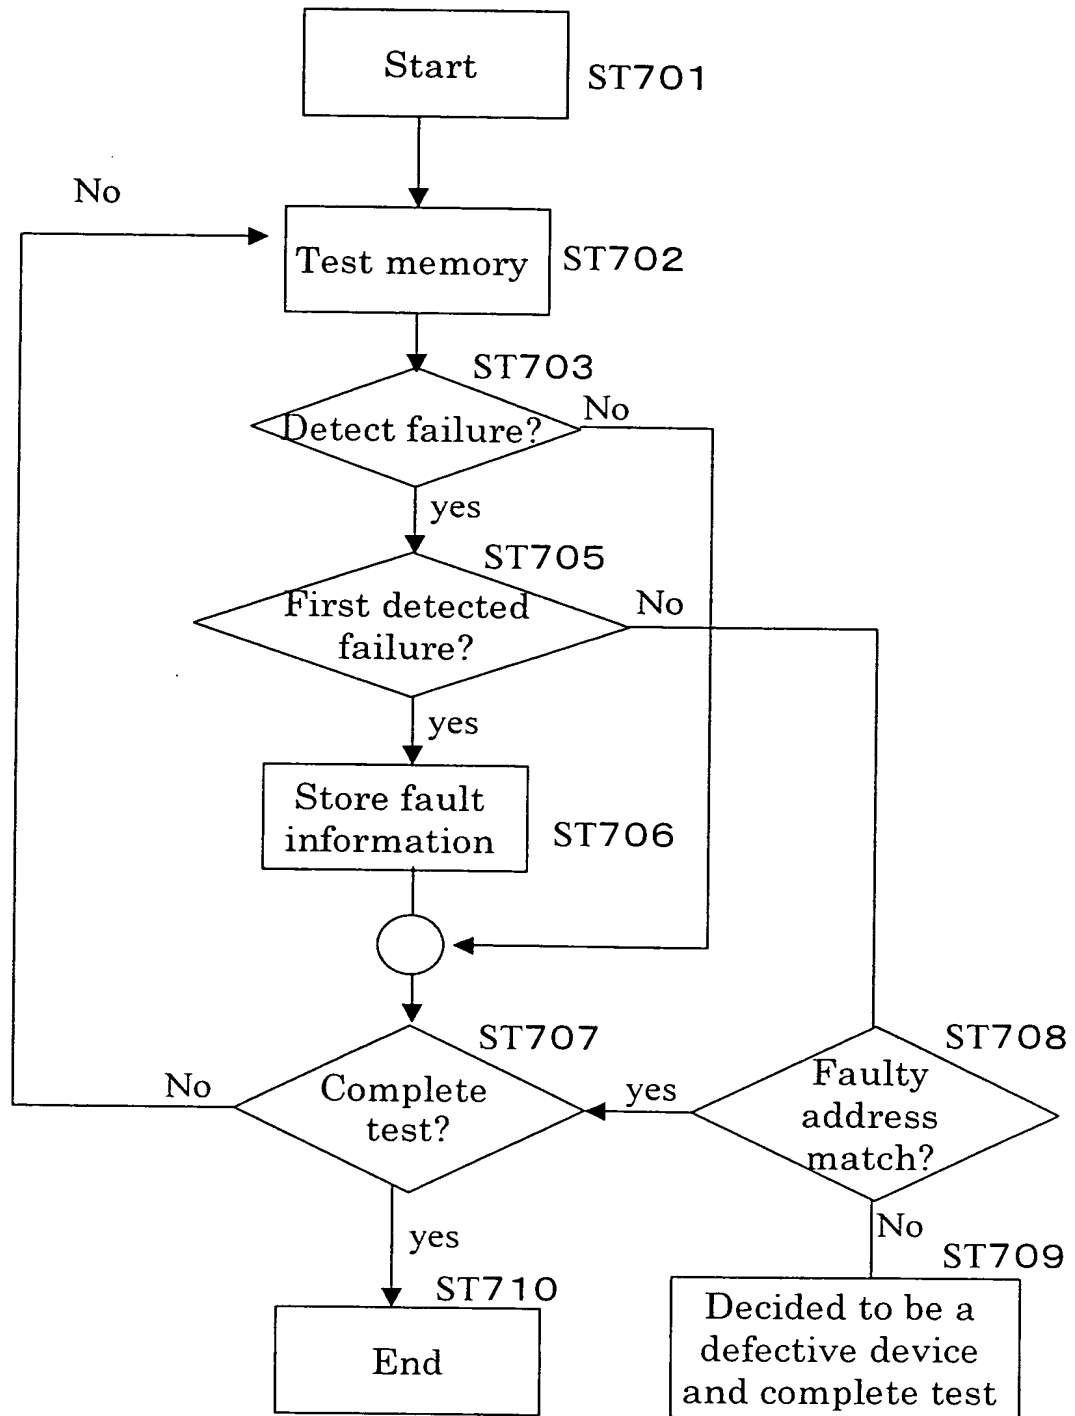 Start
ST701
No
Test memory
ST702
ST703
Detect failure?
No
yes
ST705
First detected
failure?
No
yes
Store fault
information
ST706
ST707
ST708
No
Complete
test?
yes
Faulty
address
match?
yes
No
ST709
ST710
End
Decided to be a
defective device
and complete test